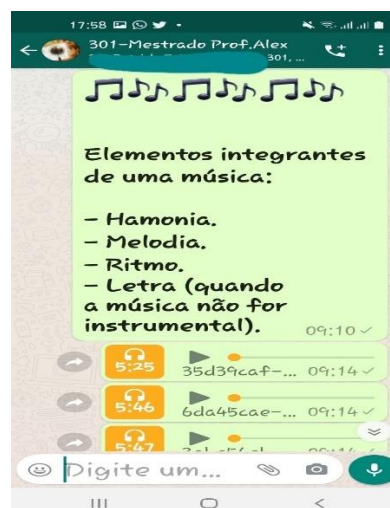 17:58
301-Mestrado Prof.Alex
301, ...
Elementos integrantes
de uma música:
- Hamonia.
- Melodia.
- Ritmo.
- Letra (quando
a música não for
instrumental).
09:10
5:25
35d39caf-... 09:14
5:46
6da45cae-... 09:14
5:47
Digite um...